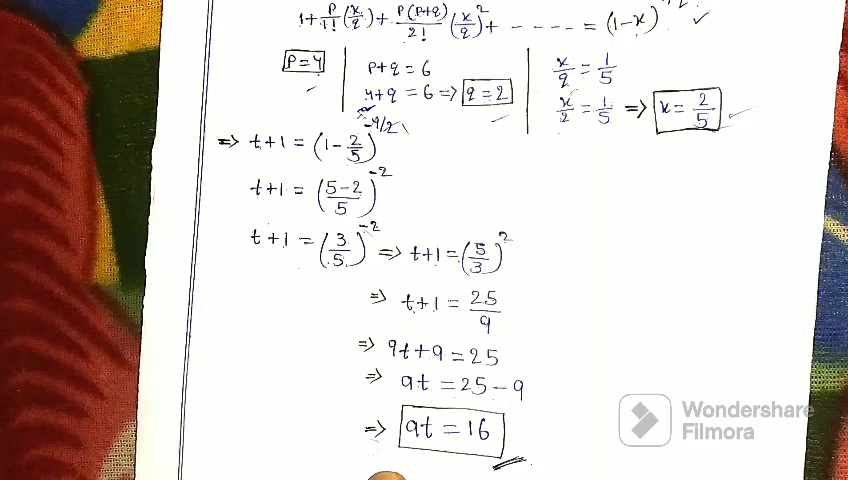 1+P/1!(x/q)+P(P+q)/2!(x/q)²+ ----- = (1-x) ✓
P=4
P+q=6
4+q=6=> q=2
x/q = 1/5
x/2 = 1/5 => x= 2/5
=> t+1 = (1-2/5)^-4/2
t+1 = (5-2/5)^-2
t+1 = (3/5)^-2 => t+1 = (5/3)^2
=> t+1 = 25/9
=> 9t+9=25
=> 9t = 25-9
=> 9t = 16
Wondershare
Filmora